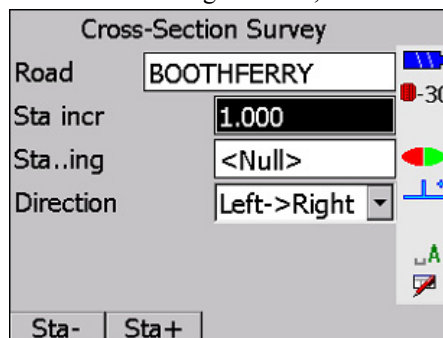 Cross-Section Survey
Road BOOTHFERRY
Sta incr 1.000
-30
Sta..ing <Null>
Direction Left->Right
A
Sta- Sta+